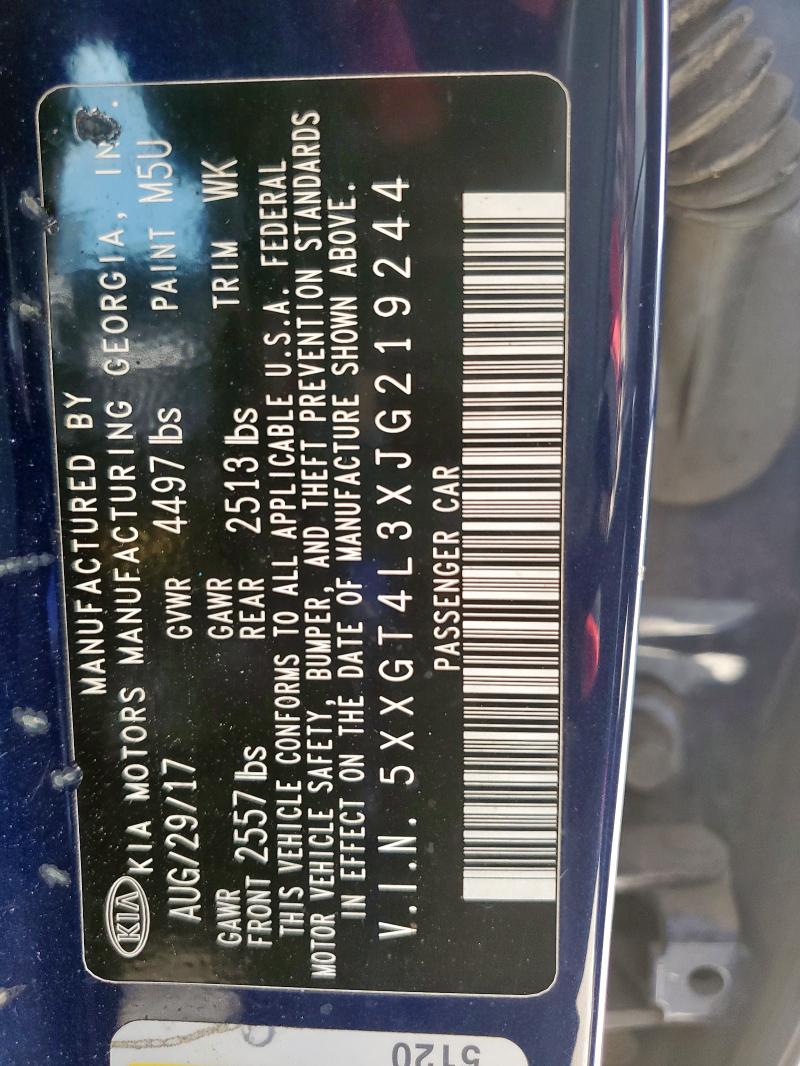 MANUFACTURED BY
KIA KIA MOTORS MANUFACTURING GEORGIA, IN.
AUG/29/17 GVWR 4497 lbs PAINT M5U
GAWR FRONT 2557 lbs GAWR REAR 2513 lbs TRIM WK
THIS VEHICLE CONFORMS TO ALL APPLICABLE U.S.A. FEDERAL
MOTOR VEHICLE SAFETY, BUMPER, AND THEFT PREVENTION STANDARDS
IN EFFECT ON THE DATE OF MANUFACTURE SHOWN ABOVE.
V.I.N. 5XXGT4L3XJG219244
PASSENGER CAR
5120